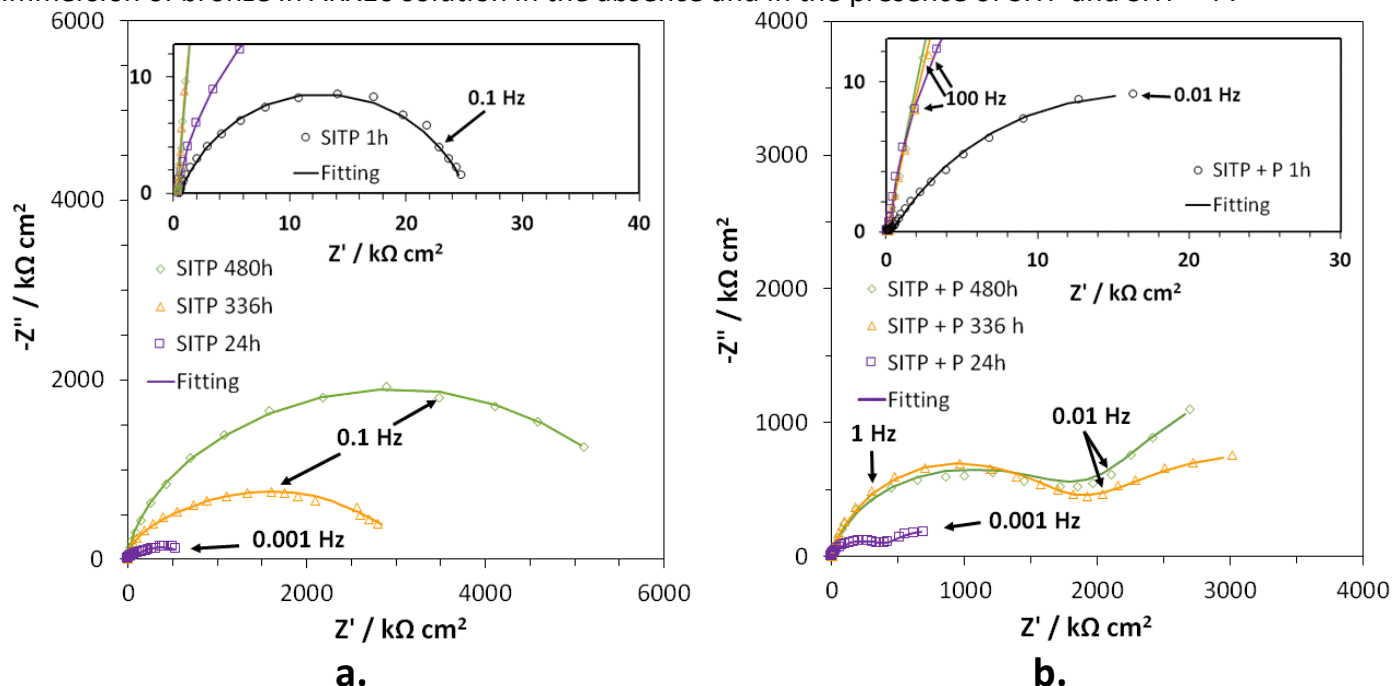 6000
4000
2000
0
0
2000
4000
6000
-Z'' / kΩ cm²
Z' / kΩ cm²
10
0
0
10
20
30
40
Z' / kΩ cm²
0.1 Hz
SITP 1h
Fitting
SITP 480h
SITP 336h
SITP 24h
Fitting
0.1 Hz
0.001 Hz
a.
4000
3000
2000
1000
0
0
1000
2000
3000
4000
-Z'' / kΩ cm²
Z' / kΩ cm²
10
0
0
10
20
30
Z' / kΩ cm²
100 Hz
0.01 Hz
SITP + P 1h
Fitting
SITP + P 480h
SITP + P 336 h
SITP + P 24h
Fitting
1 Hz
0.01 Hz
0.001 Hz
b.